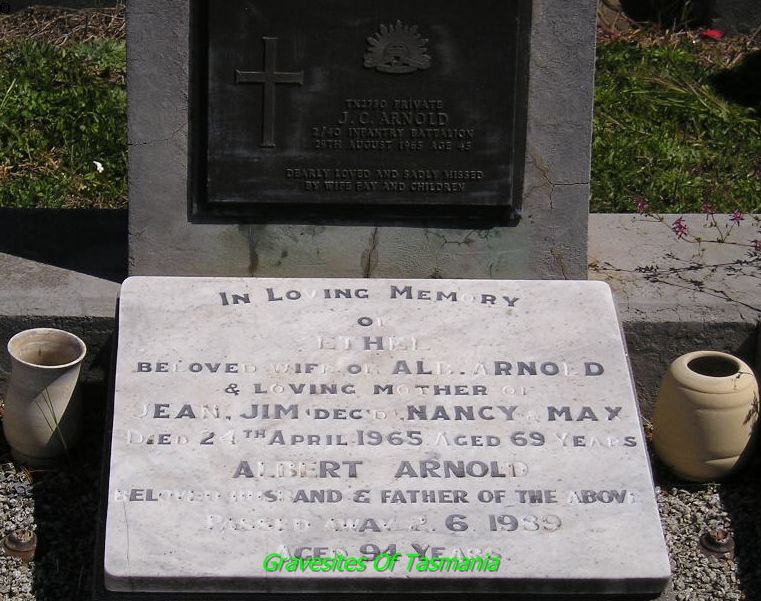 TX2780 PRIVATE
J. C. ARNOLD
2/40 INFANTRY BATTALION
29TH AUGUST 1965 AGE 45
DEARLY LOVED AND SADLY MISSED
BY WIFE FAY AND CHILDREN
IN LOVING MEMORY
OF
ETHEL
BELOVED WIFE OF ALB. ARNOLD
& LOVING MOTHER OF
JEAN, JIM (DEC'D), NANCY & MAX
DIED 24TH APRIL 1965 AGED 69 YEARS
ALBERT ARNOLD
BELOVED HUSBAND & FATHER OF THE ABOVE
PASSED AWAY 2.6.1989
AGED 94 YEARS
Gravesites Of Tasmania